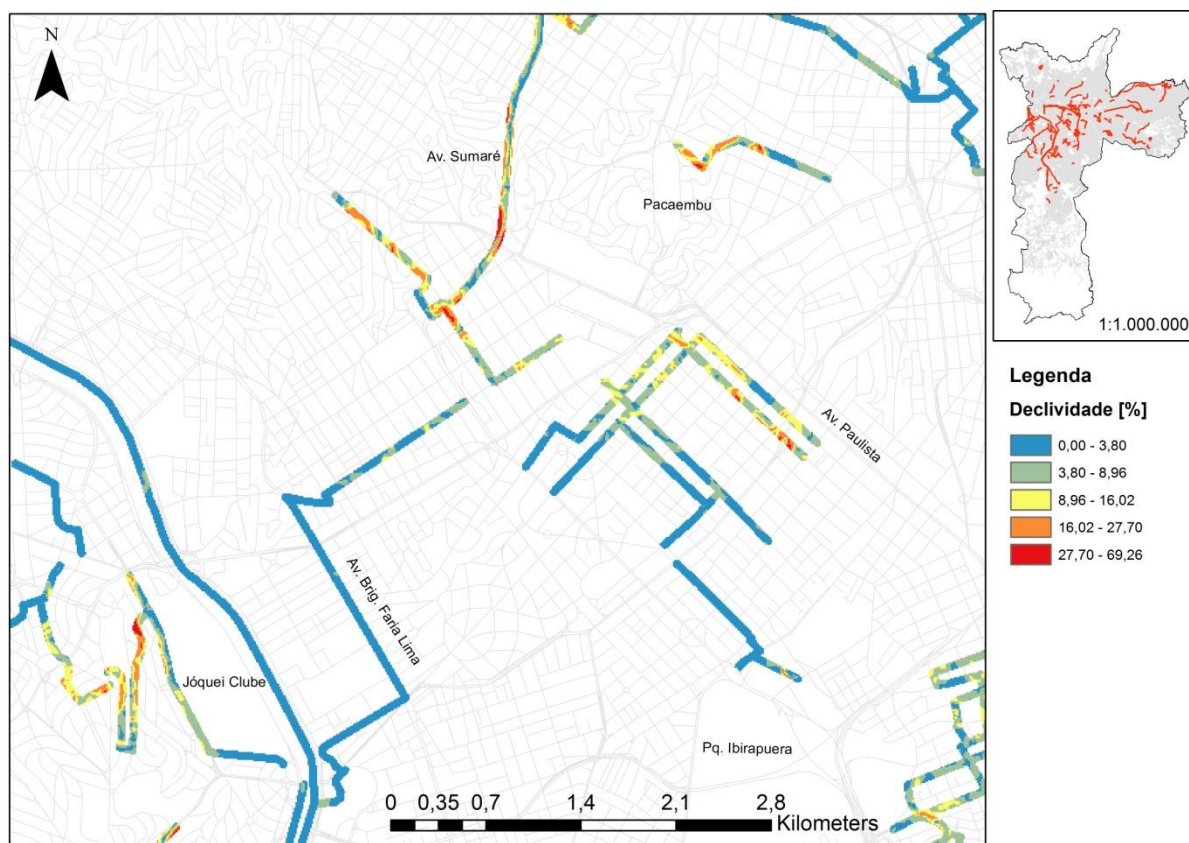 N
Av. Sumaré
Pacaembu
Av. Paulista
Av. Brig. Faria Lima
Jóquei Clube
Pq. Ibirapuera
0 0,35 0,7 1,4 2,1 2,8
Kilometers
1:1.000.000
Legenda
Declividade [%]
0,00 - 3,80
3,80 - 8,96
8,96 - 16,02
16,02 - 27,70
27,70 - 69,26